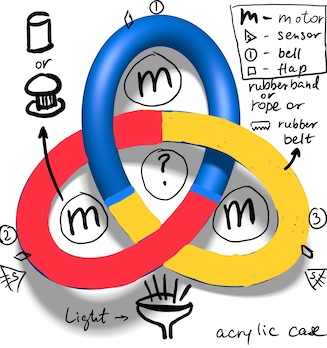 ①
or
m
m - motor
- sensor
① - bell
- flap
rubber band
or
rope or
rubber
belt
?
m
m
2
3
S
S
Light →
acrylic case